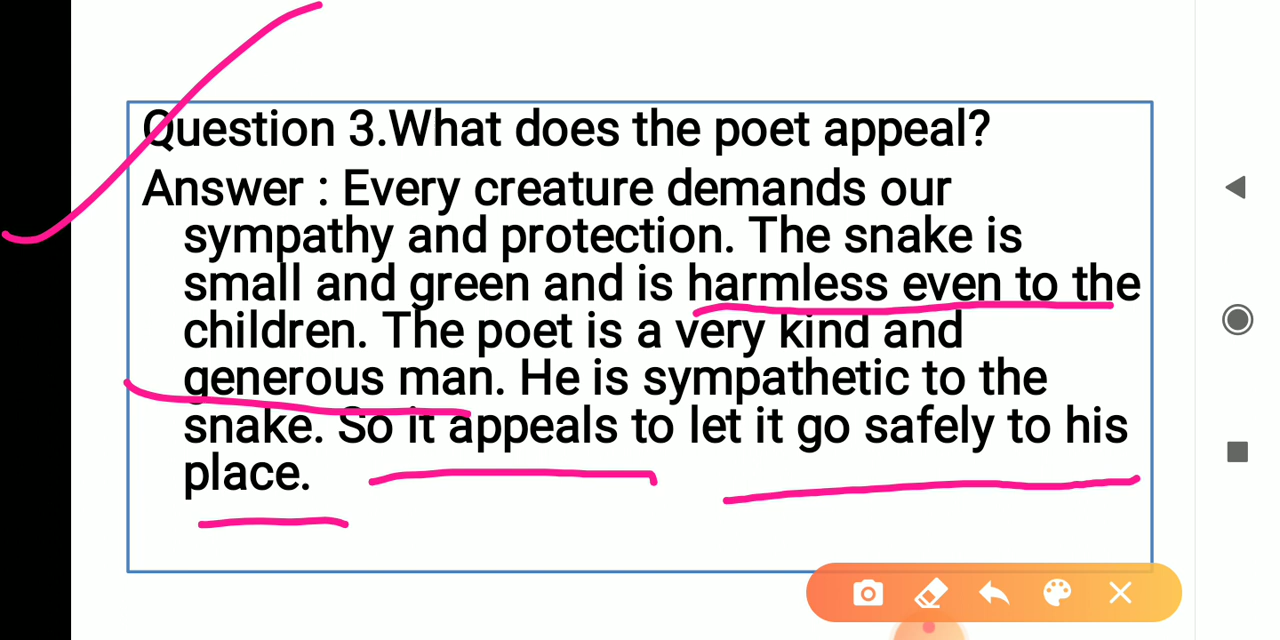 Question 3.What does the poet appeal?
Answer : Every creature demands our
sympathy and protection. The snake is
small and green and is harmless even to the
children. The poet is a very kind and
generous man. He is sympathetic to the
snake. So it appeals to let it go safely to his
place.